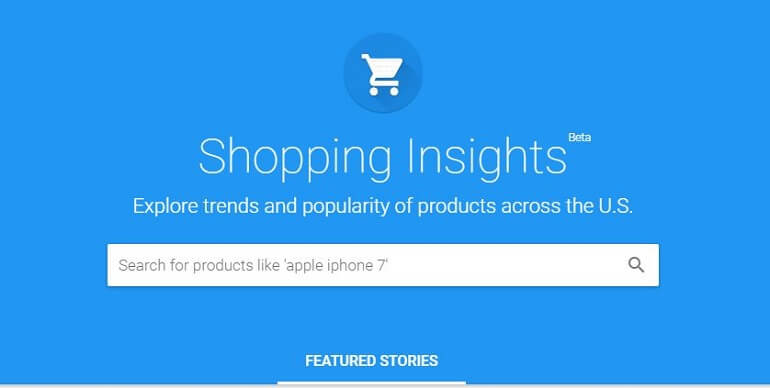 Shopping Insights Beta
Explore trends and popularity of products across the U.S.
Search for products like 'apple iphone 7'
FEATURED STORIES